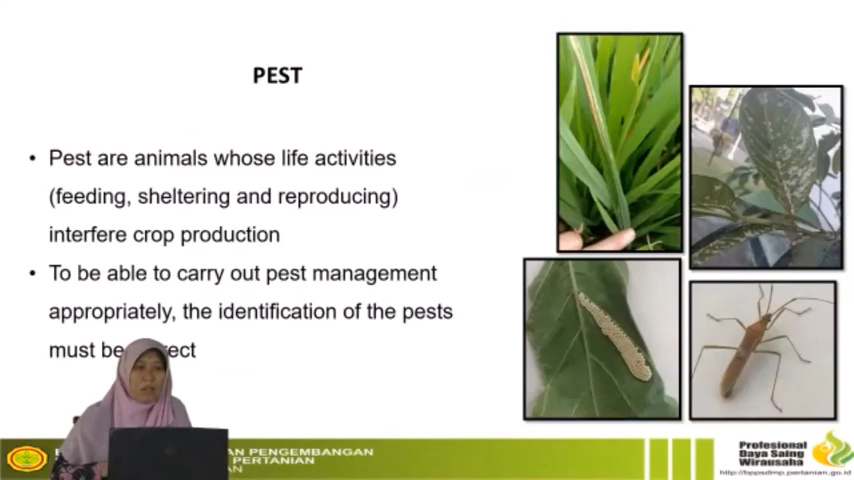 PEST
• Pest are animals whose life activities
(feeding, sheltering and reproducing)
interfere crop production
• To be able to carry out pest management
appropriately, the identification of the pests
must be rect
AN PENGEMBANGAN
PERTANIAN
AN
Profesional
Daya Saing
Wirausaha
http://bppsdmp.pertanian.go.id